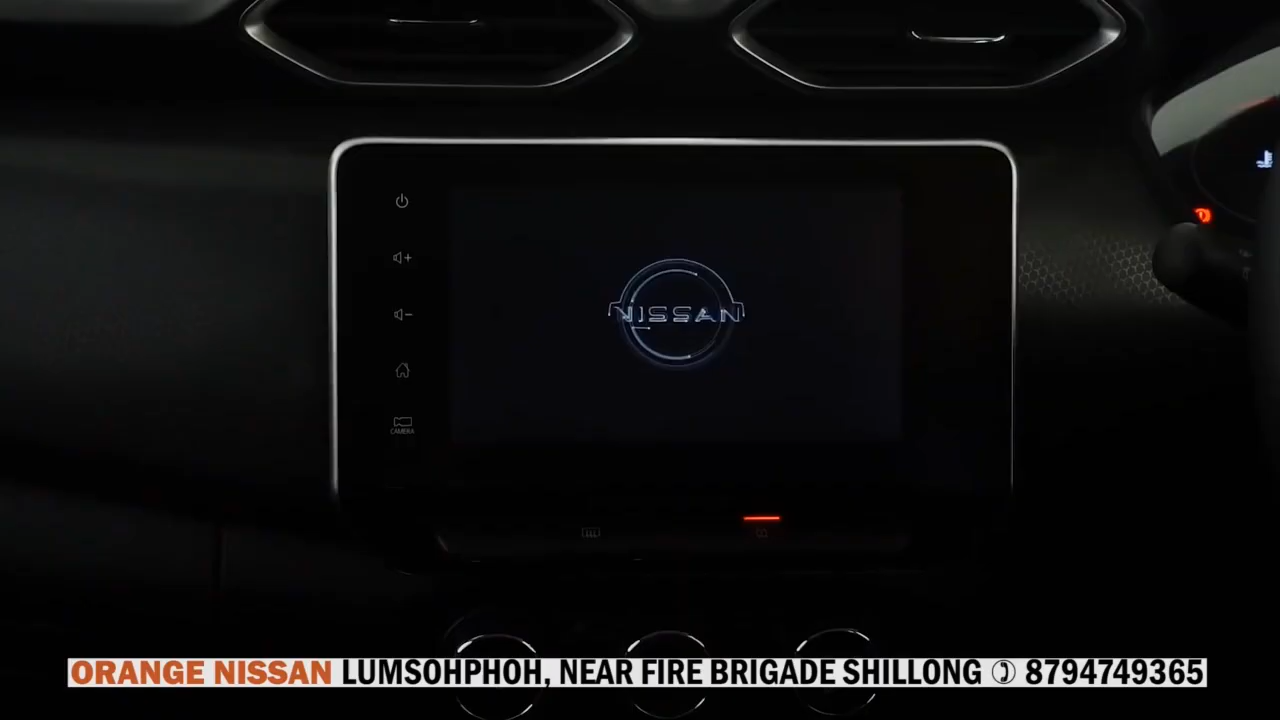 NISSAN
CAMERA
ORANGE NISSAN LUMSOHPHOH, NEAR FIRE BRIGADE SHILLONG ✆ 8794749365